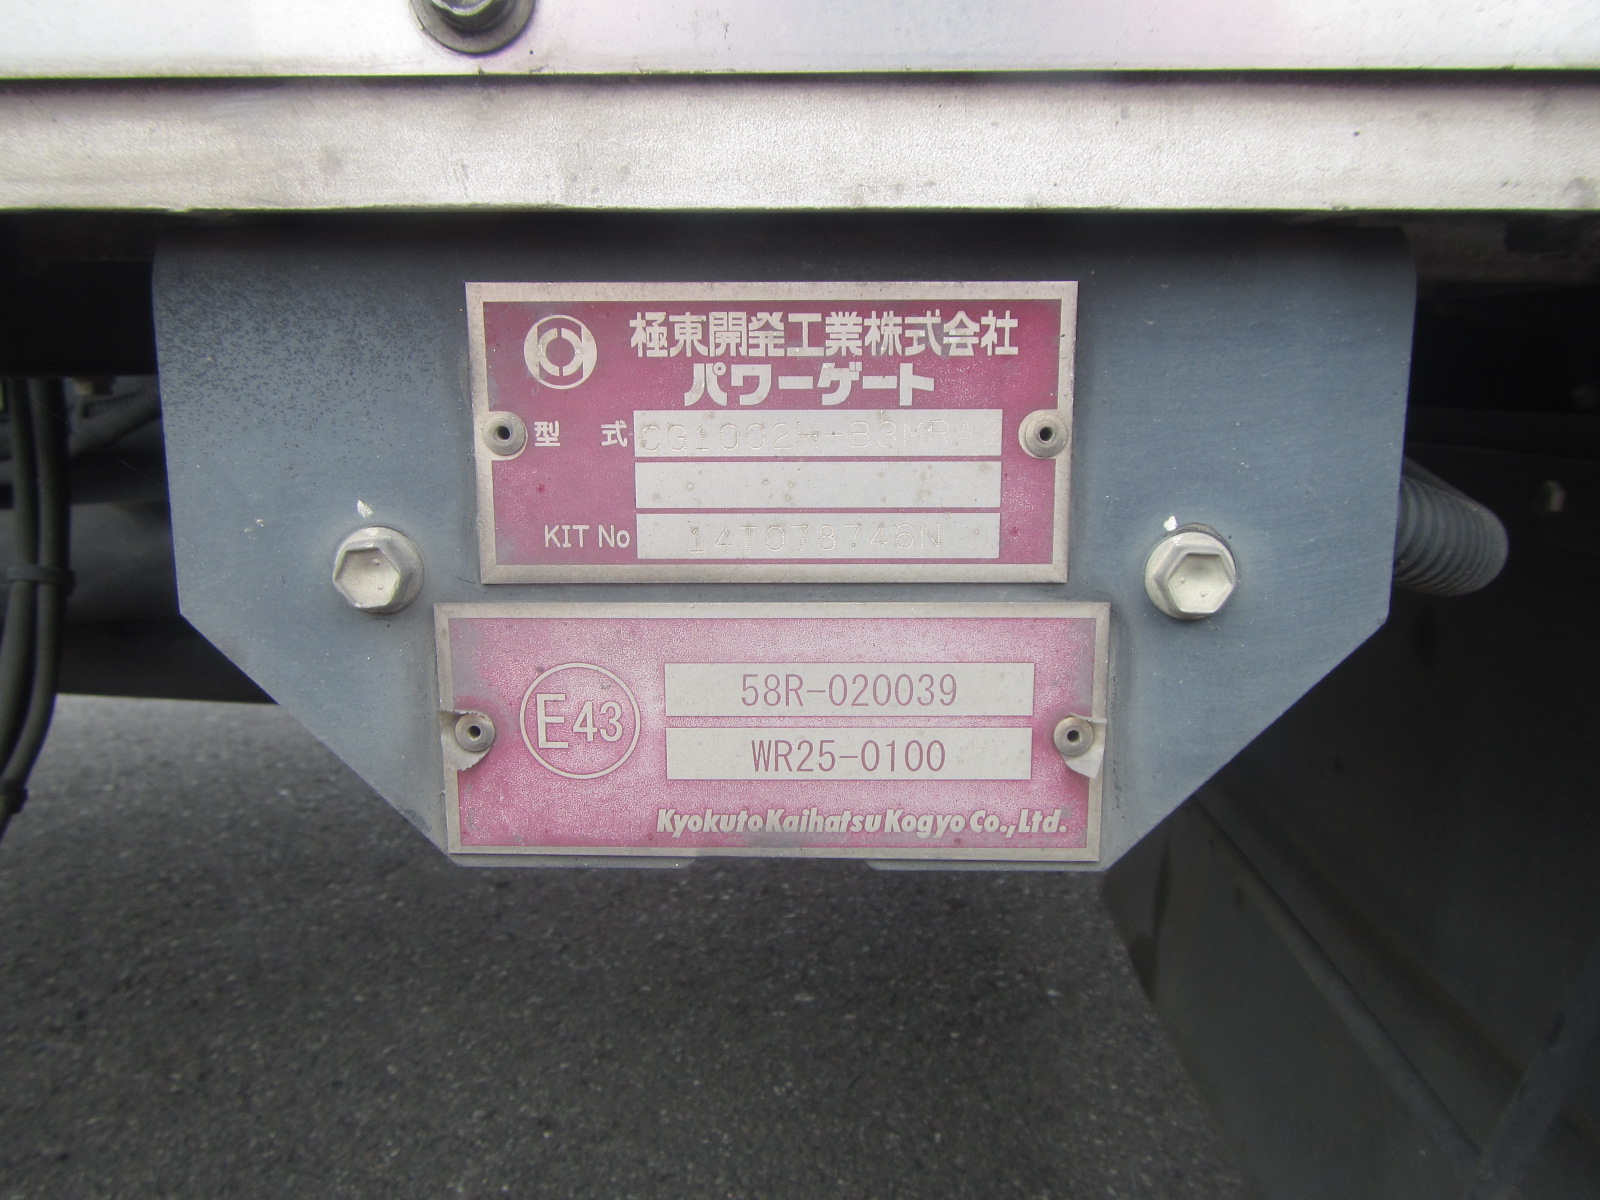 極東開発工業株式会社
パワーゲート
型 式
KIT No 14T078746N
E43
58R-020039
WR25-0100
Kyokuto Kaihatsu Kogyo Co., Ltd.